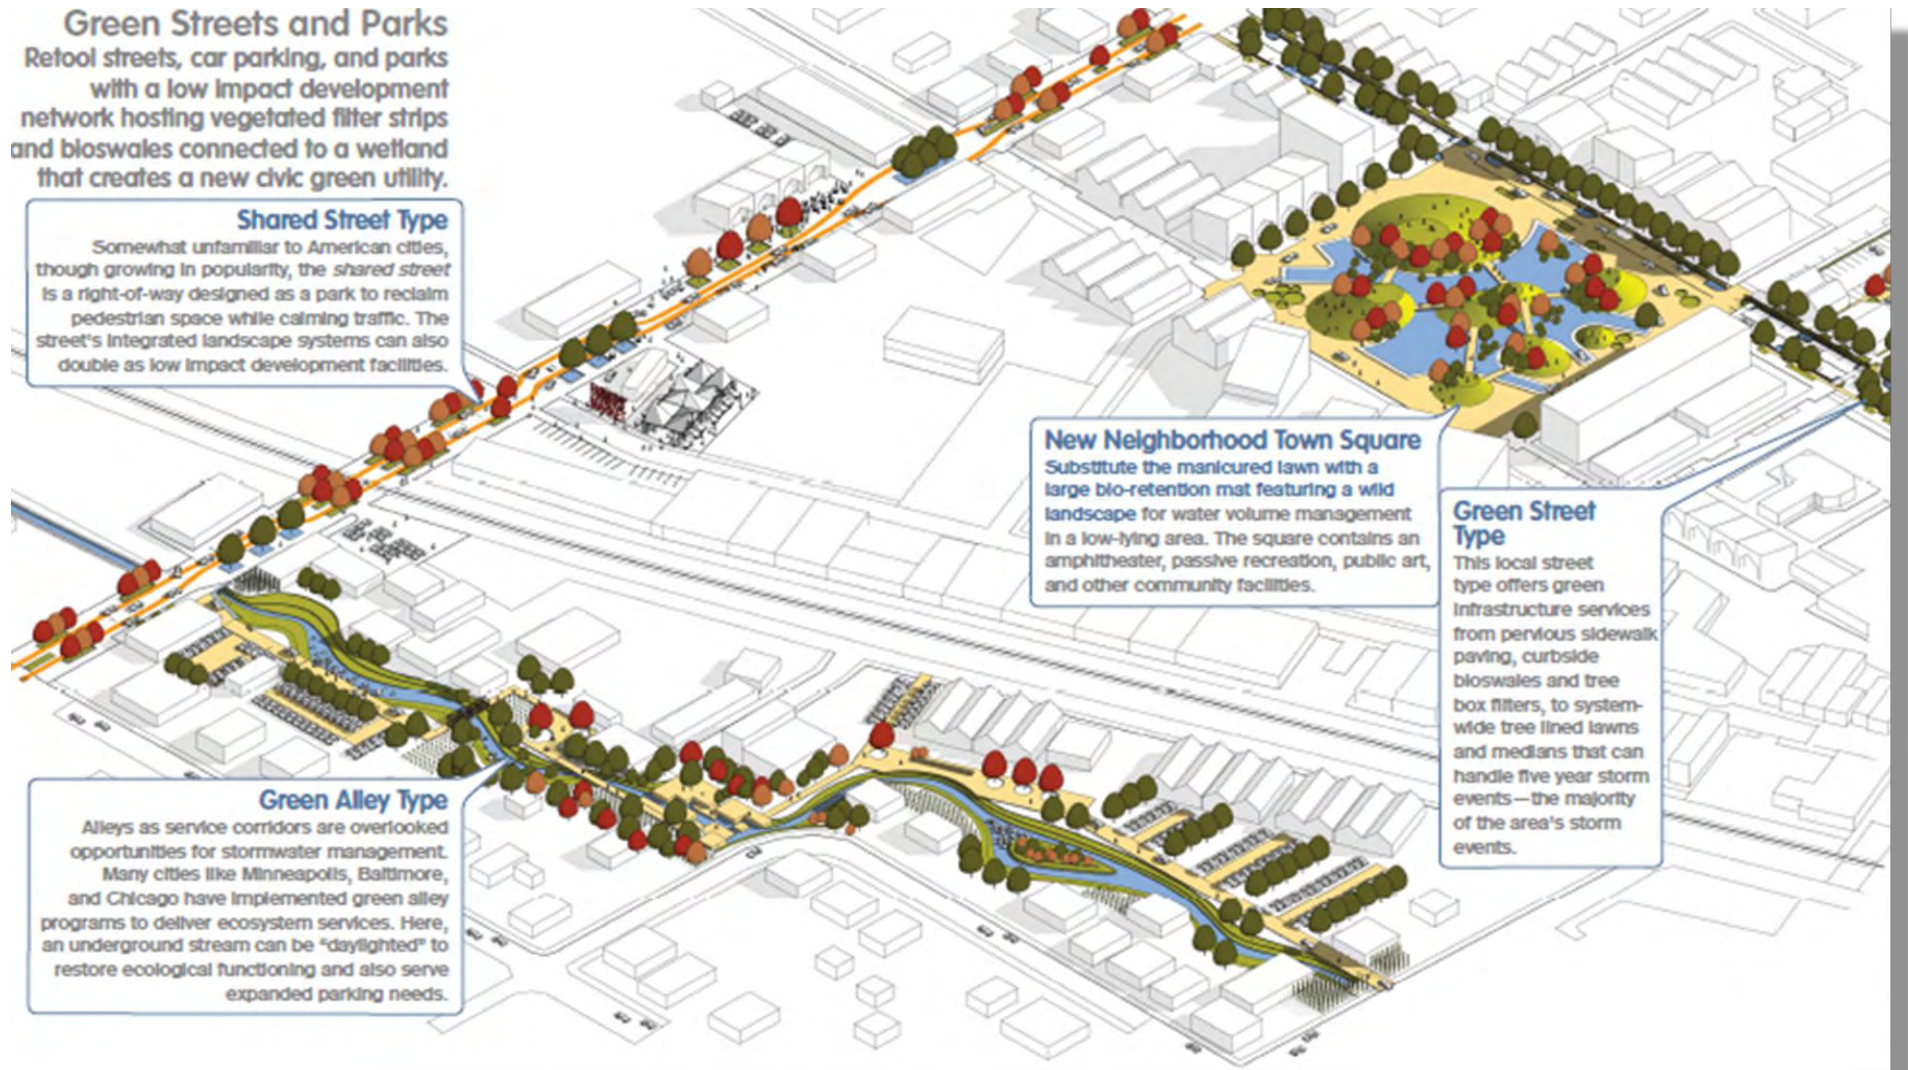 Green Streets and Parks
Retool streets, car parking, and parks
with a low impact development
network hosting vegetated filter strips
and bioswales connected to a wetland
that creates a new civic green utility.
Shared Street Type
Somewhat unfamiliar to American cities,
though growing in popularity, the shared street
is a right-of-way designed as a park to reclaim
pedestrian space while calming traffic. The
street's integrated landscape systems can also
double as low impact development facilities.
New Neighborhood Town Square
Substitute the manicured lawn with a
large bio-retention mat featuring a wild
landscape for water volume management
in a low-lying area. The square contains an
amphitheater, passive recreation, public art,
and other community facilities.
Green Street
Type
This local street
type offers green
infrastructure services
from pervious sidewalk
paving, curbside
bioswales and tree
box filters, to system-
wide tree lined lawns
and medians that can
handle five year storm
events—the majority
of the area's storm
events.
Green Alley Type
Alleys as service corridors are overlooked
opportunities for stormwater management.
Many cities like Minneapolis, Baltimore,
and Chicago have implemented green alley
programs to deliver ecosystem services. Here,
an underground stream can be "daylighted" to
restore ecological functioning and also serve
expanded parking needs.